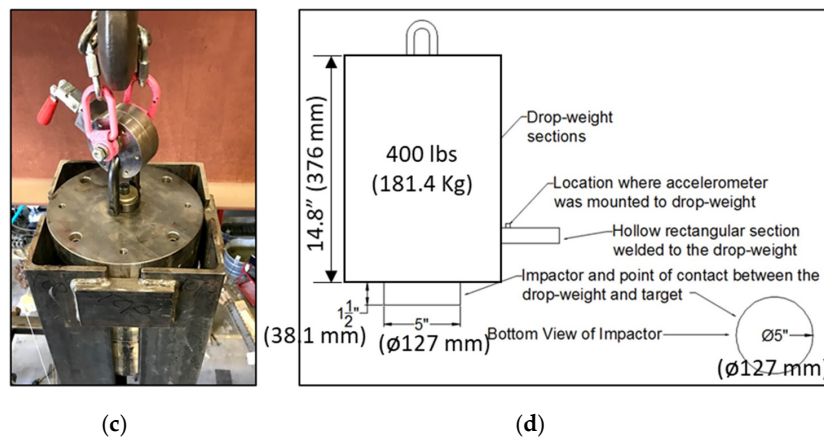 Drop-weight
sections
400 lbs
(181.4 Kg)
14.8" (376 mm)
Location where accelerometer
was mounted to drop-weight
Hollow rectangular section
welded to the drop-weight
Impactor and point of contact between the
drop-weight and target
1 1/2"
(38.1 mm)
5"
(ø127 mm)
Bottom View of Impactor
Ø5"
(ø127 mm)
(c)
(d)